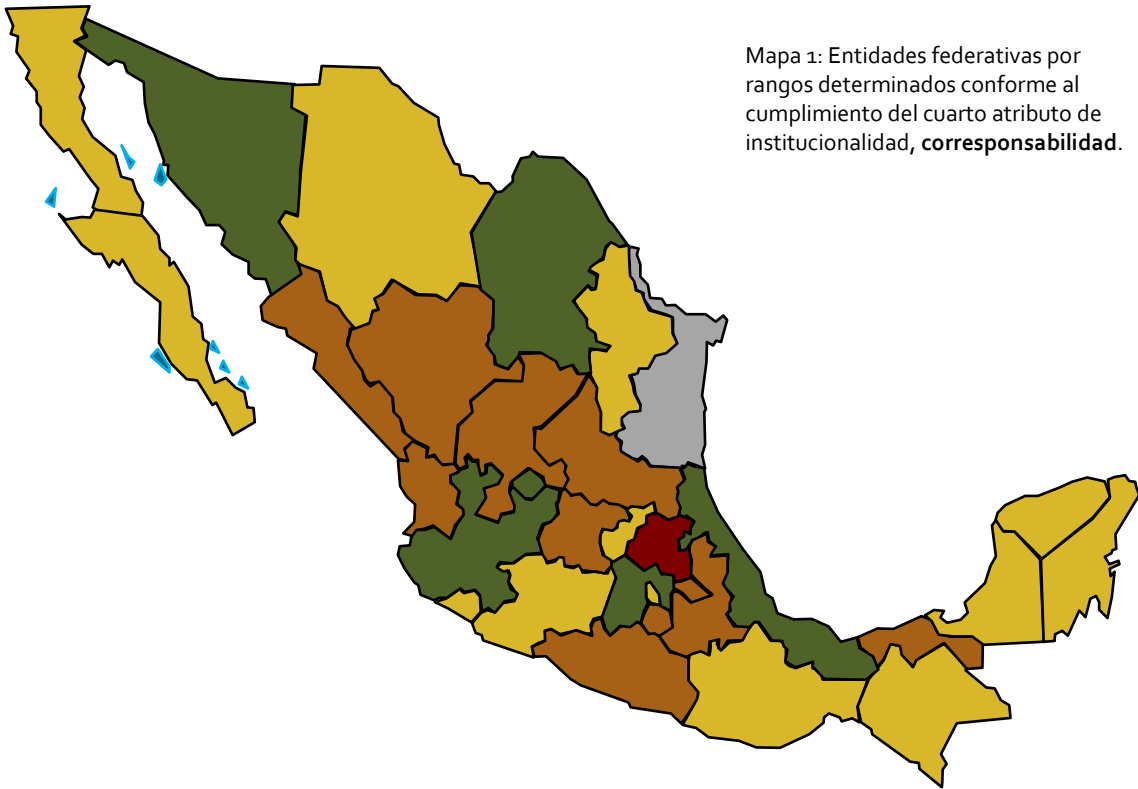 Mapa 1: Entidades federativas por
rangos determinados conforme al
cumplimiento del cuarto atributo de
institucionalidad, corresponsabilidad.